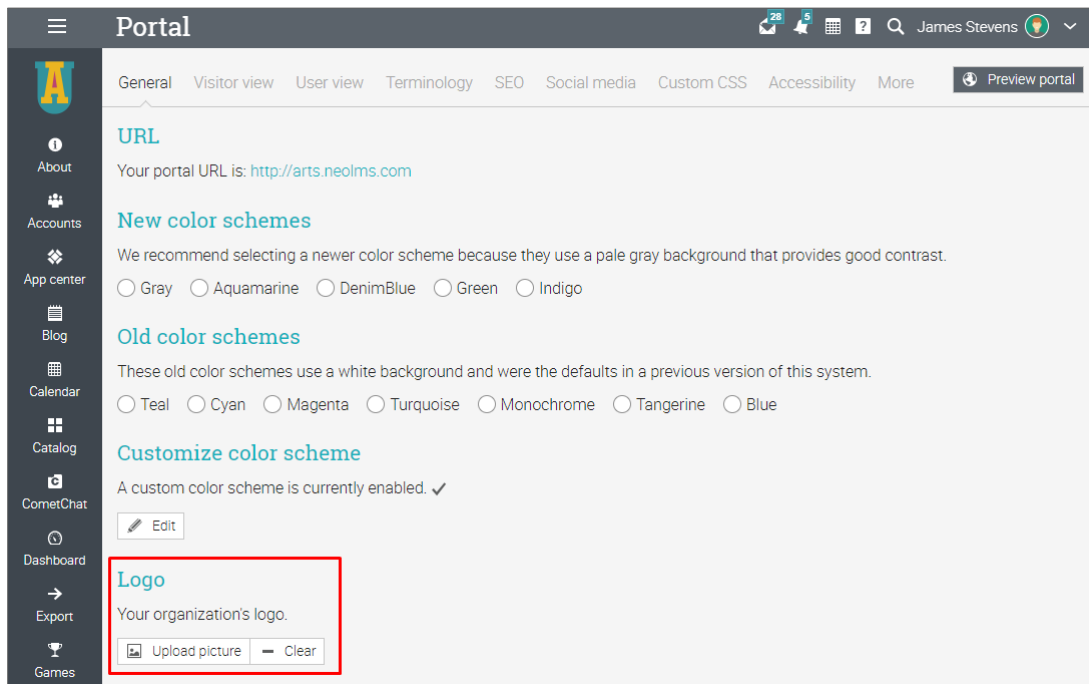 Portal
28
5
?
James Stevens
A
General Visitor view User view Terminology SEO Social media Custom CSS Accessibility More
Preview portal
About
Accounts
App center
Blog
Calendar
Catalog
C
CometChat
Dashboard
Export
Games
URL
Your portal URL is: http://arts.neolms.com
New color schemes
We recommend selecting a newer color scheme because they use a pale gray background that provides good contrast.
Gray Aquamarine DenimBlue Green Indigo
Old color schemes
These old color schemes use a white background and were the defaults in a previous version of this system.
Teal Cyan Magenta Turquoise Monochrome Tangerine Blue
Customize color scheme
A custom color scheme is currently enabled.
Edit
Logo
Your organization's logo.
Upload picture Clear